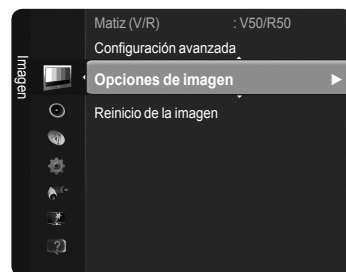 Imagen
Matiz (V/R) : V50/R50
Configuración avanzada
Opciones de imagen
Reinicio de la imagen